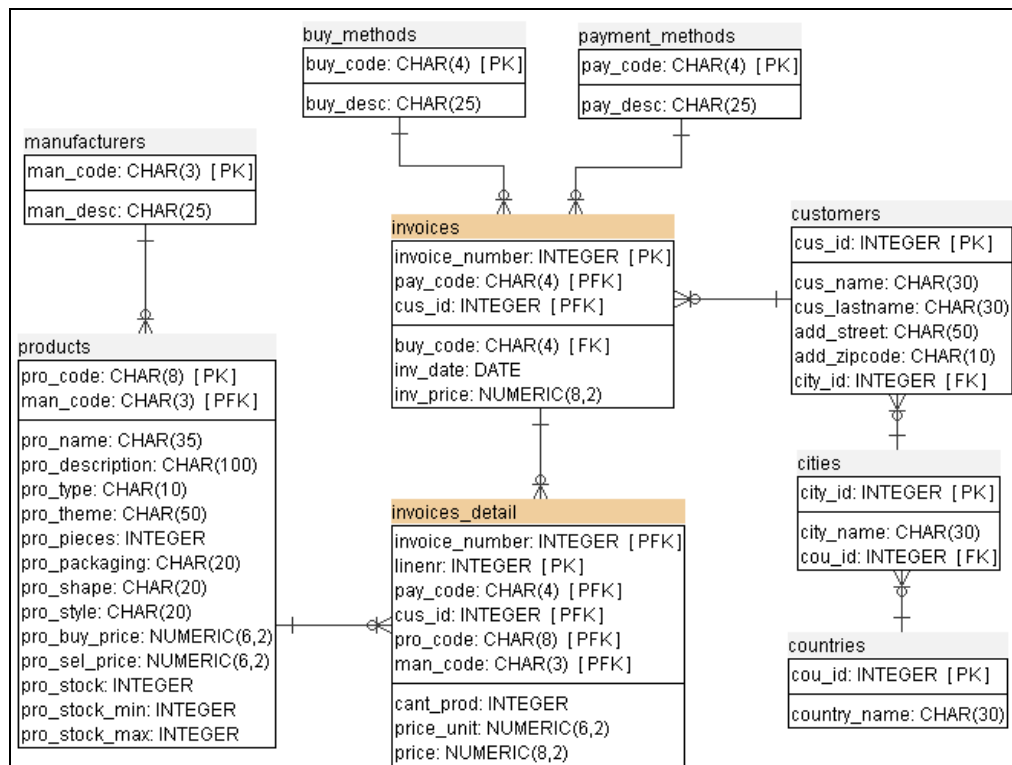 buy_methods
buy_code: CHAR(4) [PK]
buy_desc: CHAR(25)
payment_methods
pay_code: CHAR(4) [PK]
pay_desc: CHAR(25)
manufacturers
man_code: CHAR(3) [PK]
man_desc: CHAR(25)
invoices
invoice_number: INTEGER [PK]
pay_code: CHAR(4) [PFK]
cus_id: INTEGER [PFK]
buy_code: CHAR(4) [FK]
inv_date: DATE
inv_price: NUMERIC(8,2)
customers
cus_id: INTEGER [PK]
cus_name: CHAR(30)
cus_lastname: CHAR(30)
add_street: CHAR(50)
add_zipcode: CHAR(10)
city_id: INTEGER [FK]
products
pro_code: CHAR(8) [PK]
man_code: CHAR(3) [PFK]
pro_name: CHAR(35)
pro_description: CHAR(100)
pro_type: CHAR(10)
pro_theme: CHAR(50)
pro_pieces: INTEGER
pro_packaging: CHAR(20)
pro_shape: CHAR(20)
pro_style: CHAR(20)
pro_buy_price: NUMERIC(6,2)
pro_sel_price: NUMERIC(6,2)
pro_stock: INTEGER
pro_stock_min: INTEGER
pro_stock_max: INTEGER
invoices_detail
invoice_number: INTEGER [PFK]
linenr: INTEGER [PK]
pay_code: CHAR(4) [PFK]
cus_id: INTEGER [PFK]
pro_code: CHAR(8) [PFK]
man_code: CHAR(3) [PFK]
cant_prod: INTEGER
price_unit: NUMERIC(6,2)
price: NUMERIC(8,2)
cities
city_id: INTEGER [PK]
city_name: CHAR(30)
cou_id: INTEGER [FK]
countries
cou_id: INTEGER [PK]
country_name: CHAR(30)